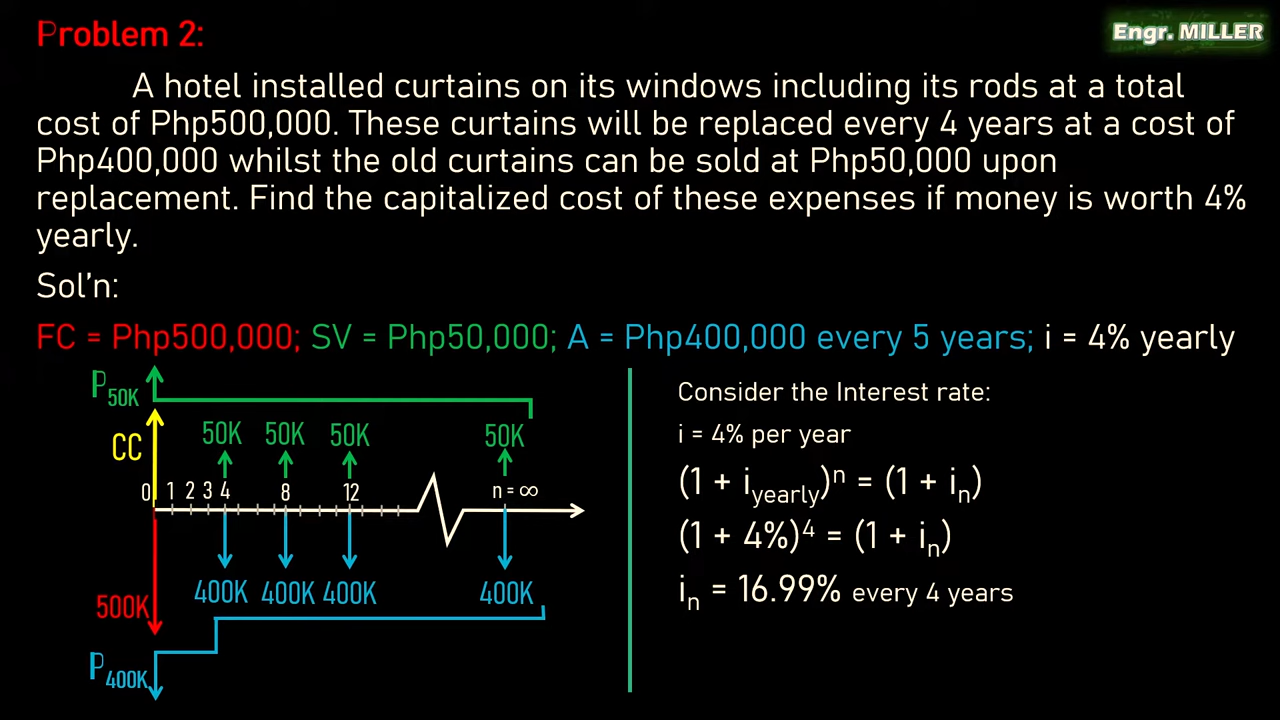 Problem 2:
Engr. MILLER
A hotel installed curtains on its windows including its rods at a total
cost of Php500,000. These curtains will be replaced every 4 years at a cost of
Php400,000 whilst the old curtains can be sold at Php50,000 upon
replacement. Find the capitalized cost of these expenses if money is worth 4%
yearly.
Sol’n:
FC = Php500,000; SV = Php50,000; A = Php400,000 every 5 years; i = 4% yearly
P50K
CC
50K 50K 50K 50K
0 1 2 3 4 8 12 n = ∞
400K 400K 400K 400K
500K
P400K
Consider the Interest rate:
i = 4% per year
(1 + iyearly)ⁿ = (1 + in)
(1 + 4%)⁴ = (1 + in)
in = 16.99% every 4 years